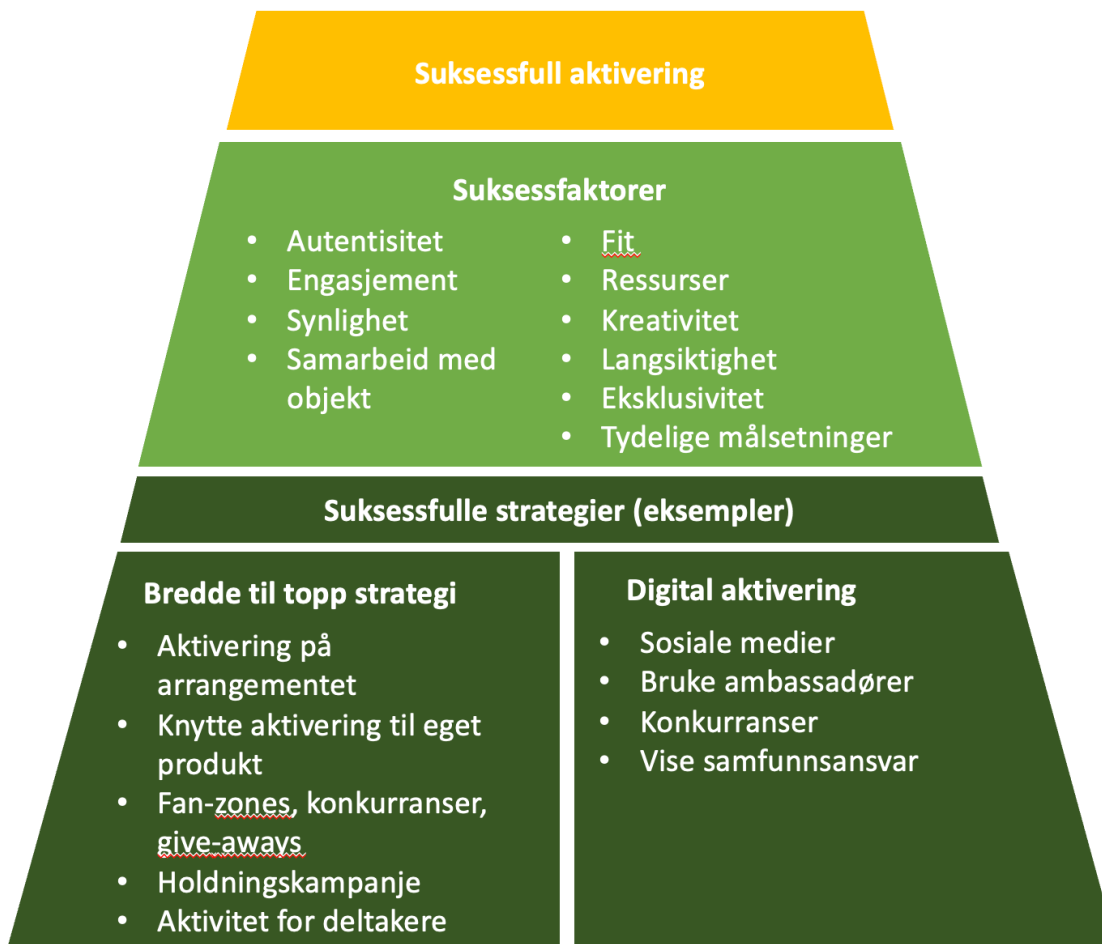 Suksessfull aktivering
Suksessfaktorer
• Autentisitet
• Engasjement
• Synlighet
• Samarbeid med
objekt
• Fit
• Ressurser
• Kreativitet
• Langsiktighet
• Eksklusivitet
• Tydelige målsetninger
Suksessfulle strategier (eksempler)
Bredde til topp strategi
• Aktivering på
arrangementet
• Knytte aktivering til eget
produkt
• Fan-zones, konkurranser,
give-aways
• Holdningskampanje
• Aktivitet for deltakere
Digital aktivering
• Sosiale medier
• Bruke ambassadører
• Konkurranser
• Vise samfunnsansvar